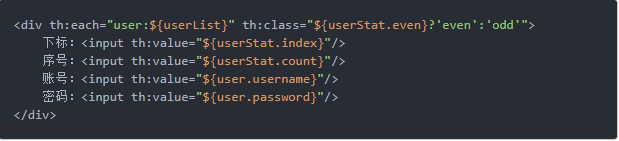 <div th:each="user:${userList}" th:class="${userStat.even}?'even':'odd'">
下标：<input th:value="${userStat.index}"/>
序号：<input th:value="${userStat.count}"/>
账号：<input th:value="${user.username}"/>
密码：<input th:value="${user.password}"/>
</div>